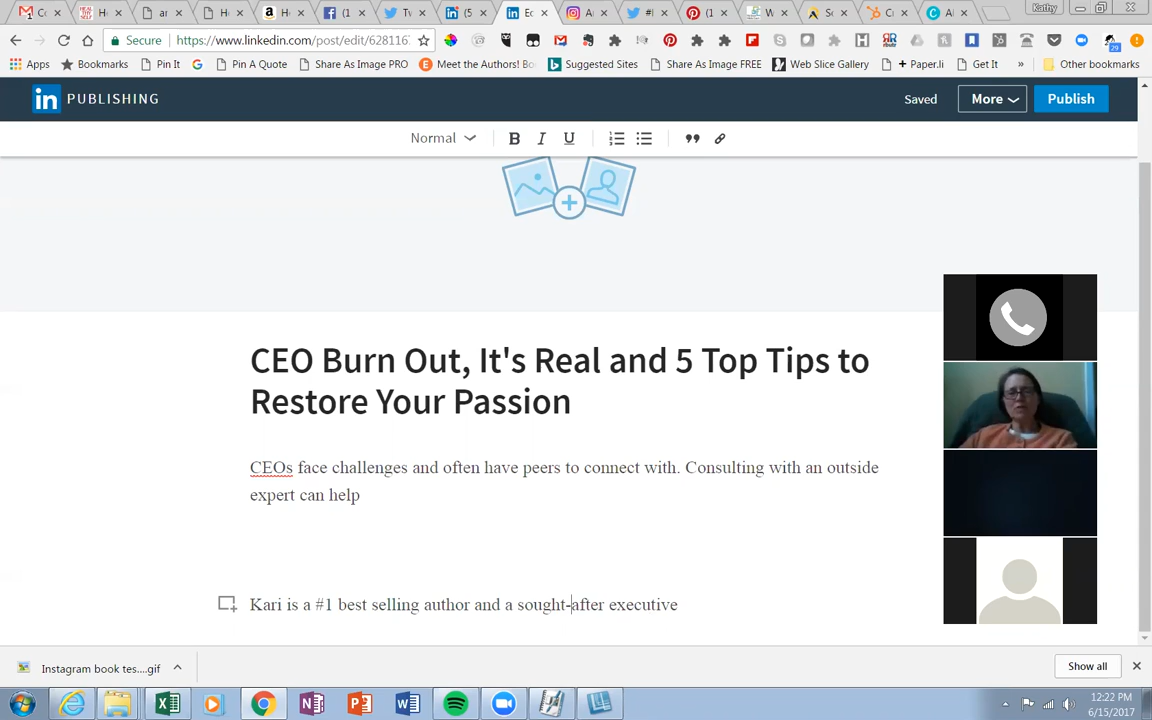 Kathy
Secure
https://www.linkedin.com/post/edit/628116
29
Apps
Bookmarks
Pin It
Pin A Quote
Share As Image PRO
Meet the Authors! Bo
Suggested Sites
Share As Image FREE
Web Slice Gallery
+ Paper.li
Get It
»
Other bookmarks
in PUBLISHING
Saved
More
Publish
Normal
B
I
U
CEO Burn Out, It's Real and 5 Top Tips to
Restore Your Passion
CEOs face challenges and often have peers to connect with. Consulting with an outside
expert can help
Kari is a #1 best selling author and a sought-after executive
Instagram book tes....gif
Show all
12:22 PM
6/15/2017